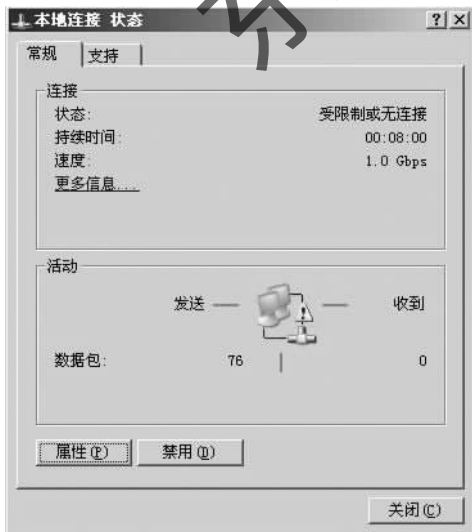 本地连接 状态
常规 支持
连接
状态: 受限制或无连接
持续时间: 00:08:00
速度: 1.0 Gbps
更多信息...
活动
发送 — — 收到
数据包: 76 | 0
属性(P) 禁用(D)
关闭(C)